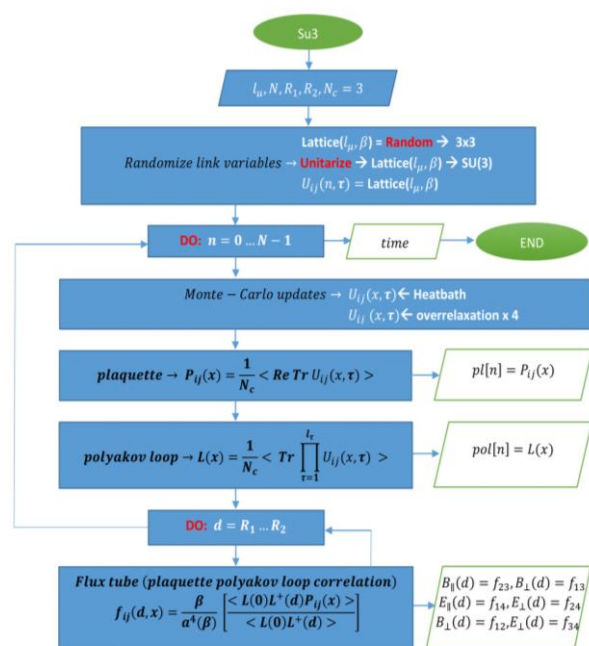 Su3
l_μ, N, R_1, R_2, N_c = 3
Lattice(l_μ, β) = Random → 3x3
Randomize link variables → Unitarize → Lattice(l_μ, β) → SU(3)
U_ij(n, τ) = Lattice(l_μ, β)
DO: n = 0 ... N − 1
time
END
Monte − Carlo updates → U_ij(x, τ) ← Heatbath
U_ij (x, τ) ← overrelaxation x 4
plaquette → P_ij(x) = 1/N_c < Re Tr U_ij(x, τ) >
pl[n] = P_ij(x)
polyakov loop → L(x) = 1/N_c < Tr ∏_{τ=1}^{l_τ} U_ij(x, τ) >
pol[n] = L(x)
DO: d = R_1 ... R_2
Flux tube (plaquette polyakov loop correlation)
f_ij(d, x) = β/a^4(β) [< L(0)L^+(d)P_ij(x) > / < L(0)L^+(d) >]
B_∥(d) = f_23, B_⊥(d) = f_13
E_∥(d) = f_14, E_⊥(d) = f_24
B_⊥(d) = f_12, E_⊥(d) = f_34